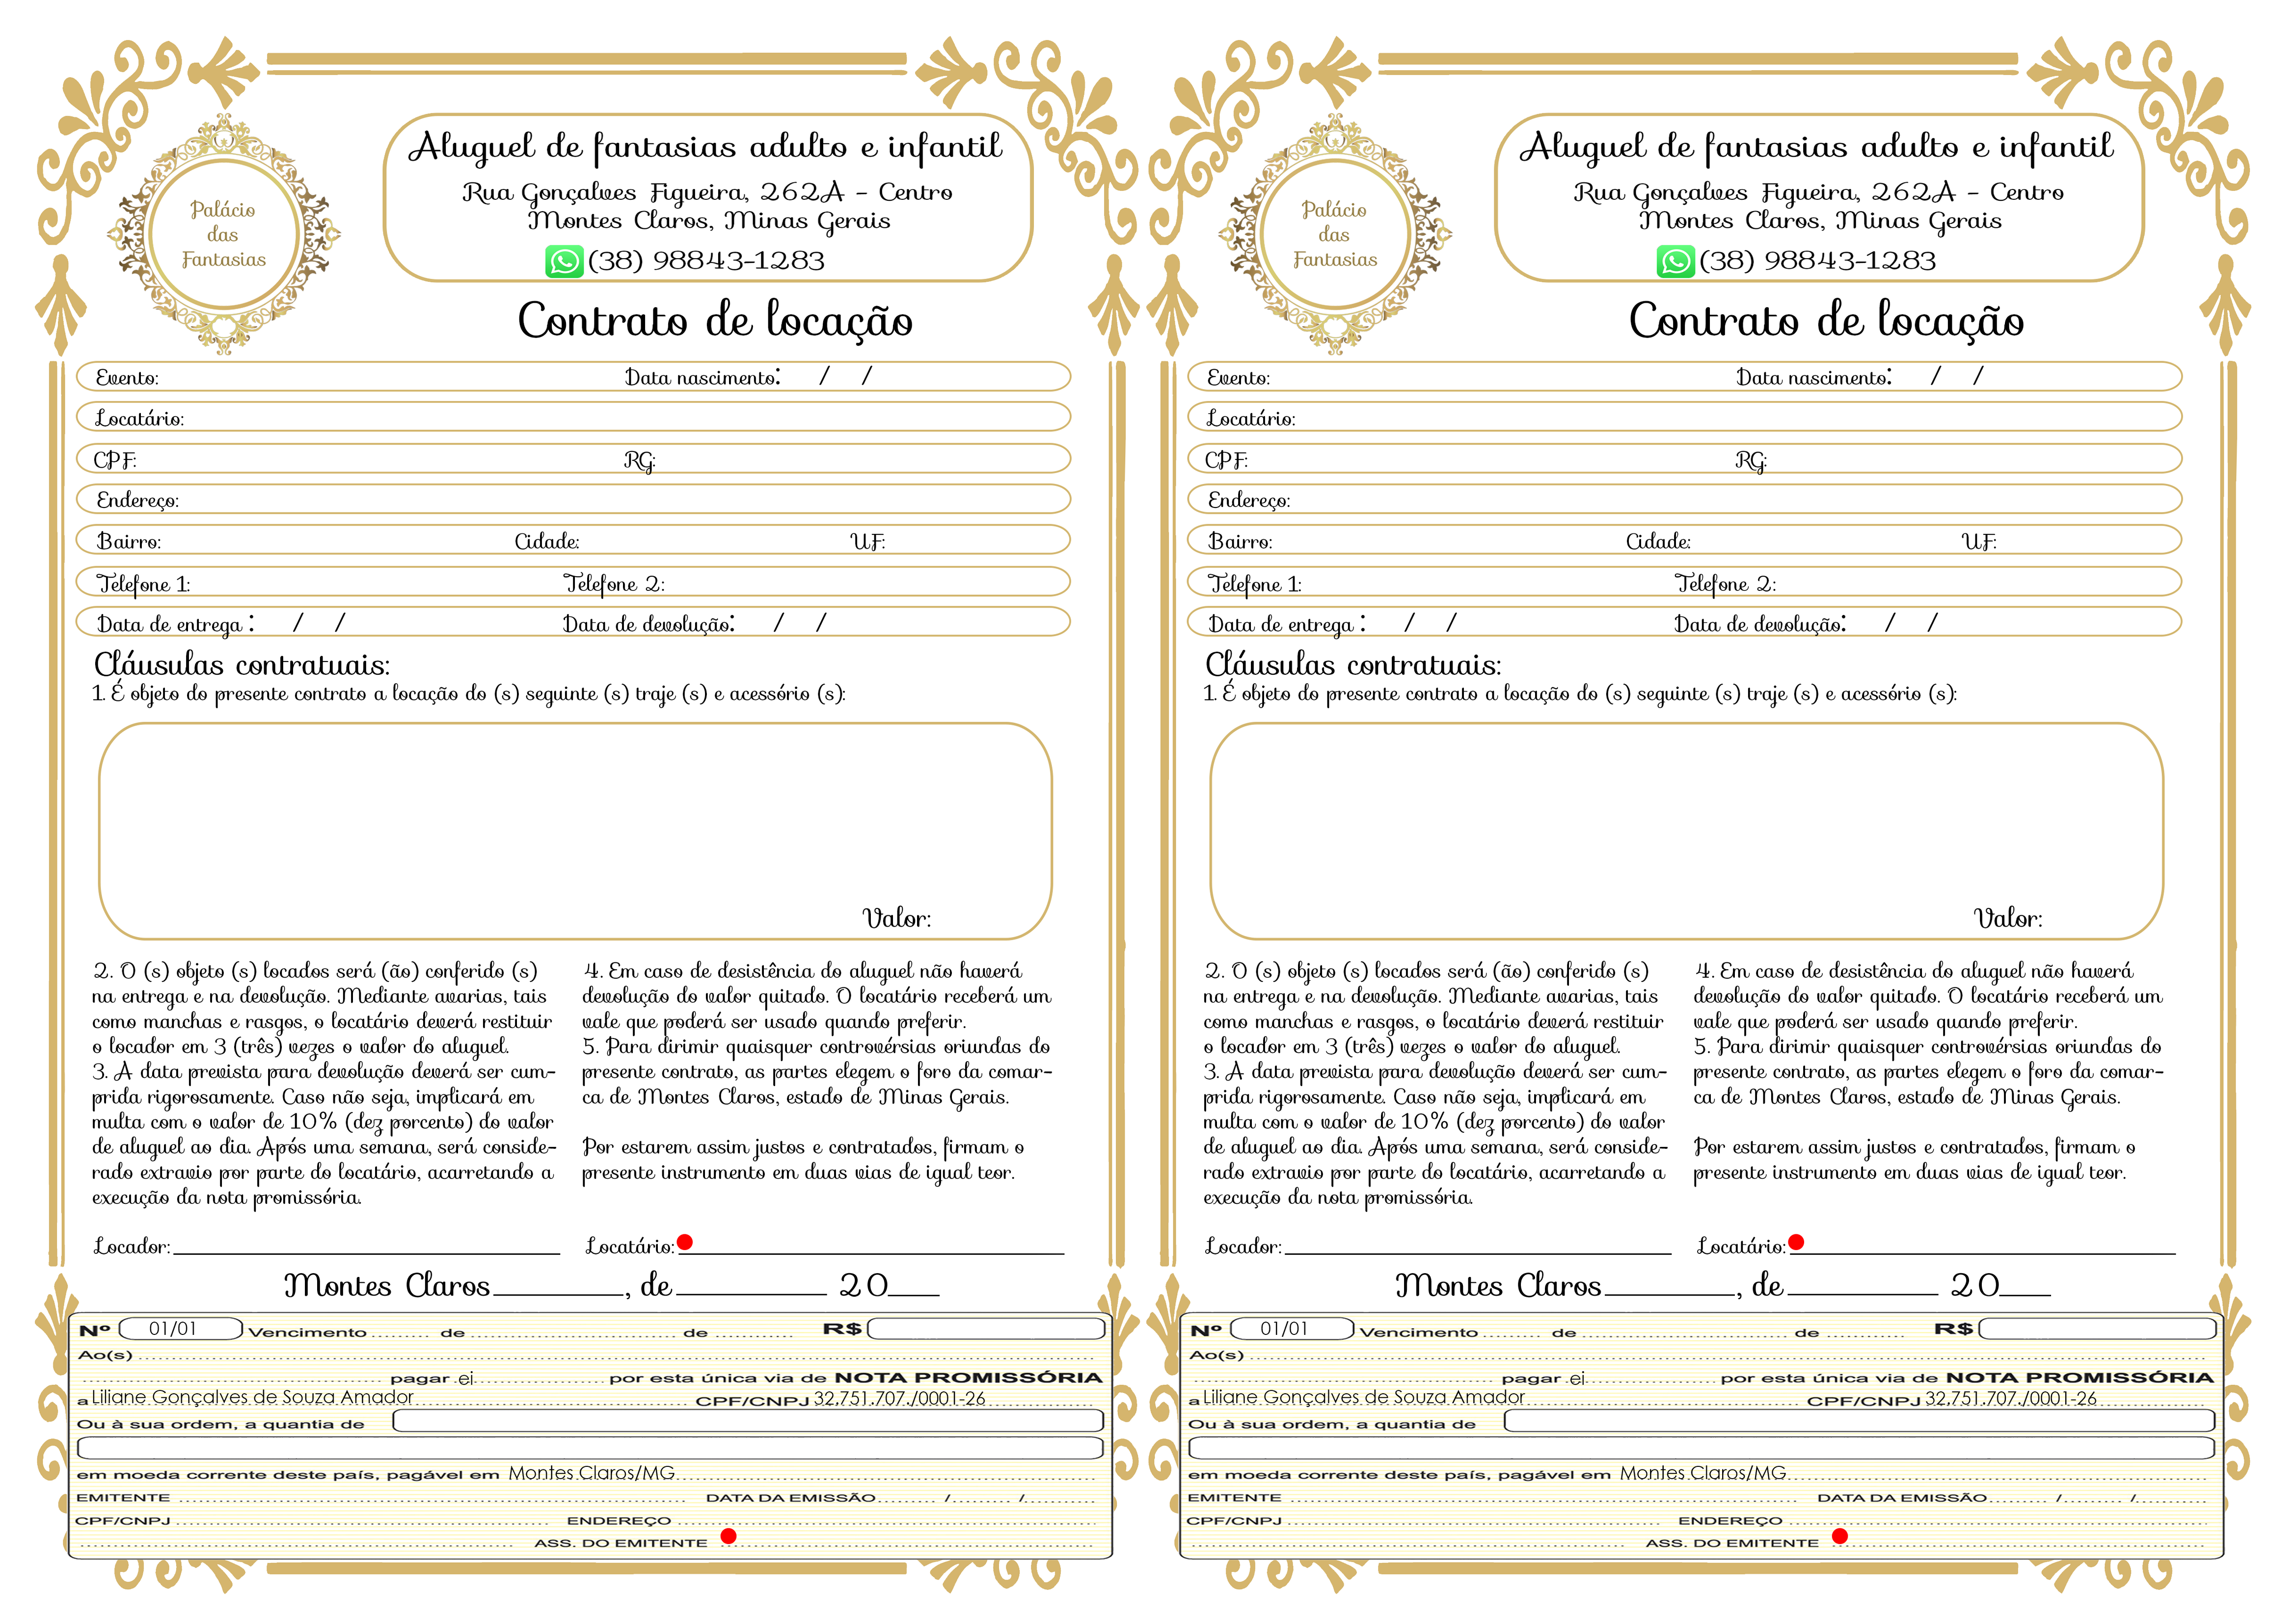 Palácio
das
Fantasias
Aluguel de fantasias adulto e infantil
Rua Gonçalves Figueira, 262A - Centro
Montes Claros, Minas Gerais
(38) 98843-1283
Contrato de locação
Evento: Data nascimento: / /
Locatário:
CPF: RG:
Endereço:
Bairro: Cidade: UF:
Telefone 1: Telefone 2:
Data de entrega : / / Data de devolução: / /
Cláusulas contratuais:
1. É objeto do presente contrato a locação do (s) seguinte (s) traje (s) e acessório (s):
Valor:
2. O (s) objeto (s) locados será (ão) conferido (s)
na entrega e na devolução. Mediante avarias, tais
como manchas e rasgos, o locatário deverá restituir
o locador em 3 (três) vezes o valor do aluguel.
3. A data prevista para devolução deverá ser cum-
prida rigorosamente. Caso não seja, implicará em
multa com o valor de 10% (dez porcento) do valor
de aluguel ao dia. Após uma semana, será conside-
rado extravio por parte do locatário, acarretando a
execução da nota promissória.
4. Em caso de desistência do aluguel não haverá
devolução do valor quitado. O locatário receberá um
vale que poderá ser usado quando preferir.
5. Para dirimir quaisquer controvérsias oriundas do
presente contrato, as partes elegem o foro da comar-
ca de Montes Claros, estado de Minas Gerais.
Por estarem assim justos e contratados, firmam o
presente instrumento em duas vias de igual teor.
Locador: Locatário:
Montes Claros________, de__________ 20___
Nº 01/01 Vencimento ......... de .............................. de ............ R$
Ao(s)
pagar ei por esta única via de NOTA PROMISSÓRIA
a Liliane Gonçalves de Souza Amador CPF/CNPJ 32.751.707./0001-26
Ou à sua ordem, a quantia de
em moeda corrente deste país, pagável em Montes Claros/MG
EMITENTE DATA DA EMISSÃO ......... /......... /...........
CPF/CNPJ ENDEREÇO
ASS. DO EMITENTE
Palácio
das
Fantasias
Aluguel de fantasias adulto e infantil
Rua Gonçalves Figueira, 262A - Centro
Montes Claros, Minas Gerais
(38) 98843-1283
Contrato de locação
Evento: Data nascimento: / /
Locatário:
CPF: RG:
Endereço:
Bairro: Cidade: UF:
Telefone 1: Telefone 2:
Data de entrega : / / Data de devolução: / /
Cláusulas contratuais:
1. É objeto do presente contrato a locação do (s) seguinte (s) traje (s) e acessório (s):
Valor:
2. O (s) objeto (s) locados será (ão) conferido (s)
na entrega e na devolução. Mediante avarias, tais
como manchas e rasgos, o locatário deverá restituir
o locador em 3 (três) vezes o valor do aluguel.
3. A data prevista para devolução deverá ser cum-
prida rigorosamente. Caso não seja, implicará em
multa com o valor de 10% (dez porcento) do valor
de aluguel ao dia. Após uma semana, será conside-
rado extravio por parte do locatário, acarretando a
execução da nota promissória.
4. Em caso de desistência do aluguel não haverá
devolução do valor quitado. O locatário receberá um
vale que poderá ser usado quando preferir.
5. Para dirimir quaisquer controvérsias oriundas do
presente contrato, as partes elegem o foro da comar-
ca de Montes Claros, estado de Minas Gerais.
Por estarem assim justos e contratados, firmam o
presente instrumento em duas vias de igual teor.
Locador: Locatário:
Montes Claros________, de__________ 20___
Nº 01/01 Vencimento ......... de .............................. de ............ R$
Ao(s)
pagar ei por esta única via de NOTA PROMISSÓRIA
a Liliane Gonçalves de Souza Amador CPF/CNPJ 32.751.707./0001-26
Ou à sua ordem, a quantia de
em moeda corrente deste país, pagável em Montes Claros/MG
EMITENTE DATA DA EMISSÃO ......... /......... /...........
CPF/CNPJ ENDEREÇO
ASS. DO EMITENTE